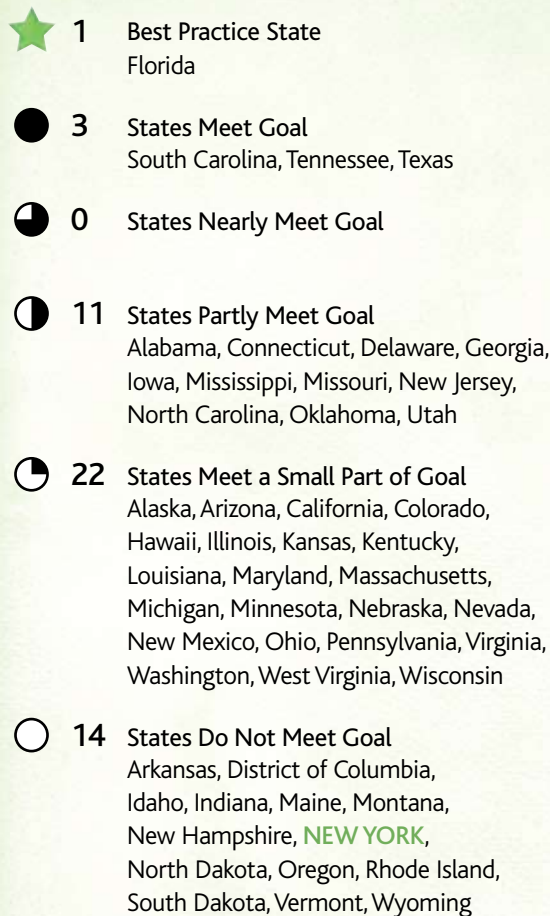 1 Best Practice State
Florida
3 States Meet Goal
South Carolina, Tennessee, Texas
0 States Nearly Meet Goal
11 States Partly Meet Goal
Alabama, Connecticut, Delaware, Georgia,
Iowa, Mississippi, Missouri, New Jersey,
North Carolina, Oklahoma, Utah
22 States Meet a Small Part of Goal
Alaska, Arizona, California, Colorado,
Hawaii, Illinois, Kansas, Kentucky,
Louisiana, Maryland, Massachusetts,
Michigan, Minnesota, Nebraska, Nevada,
New Mexico, Ohio, Pennsylvania, Virginia,
Washington, West Virginia, Wisconsin
14 States Do Not Meet Goal
Arkansas, District of Columbia,
Idaho, Indiana, Maine, Montana,
New Hampshire, NEW YORK,
North Dakota, Oregon, Rhode Island,
South Dakota, Vermont, Wyoming